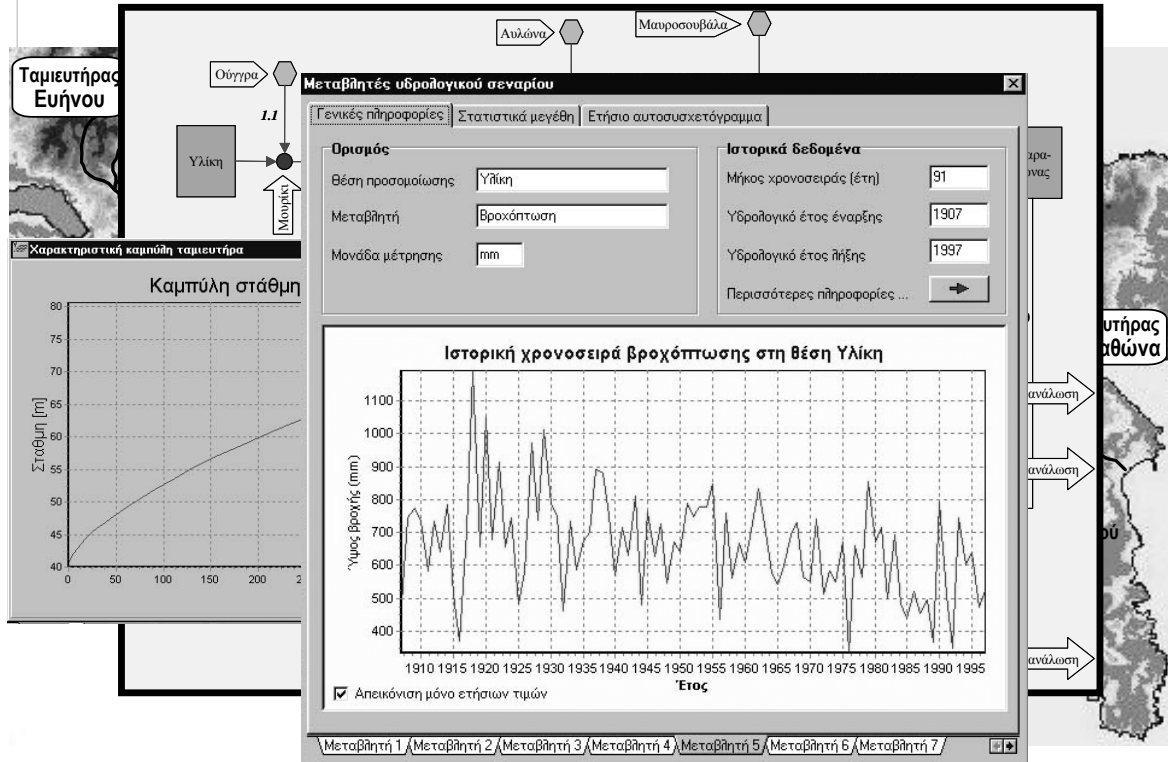 Αυλώνα
Μαυροσουβάλα
Ταμιευτήρας
Ευήνου
Ούγγρα
1.1
Υλίκη
Μουρίκι
Μεταβλητές υδρολογικού σεναρίου
Γενικές πληροφορίες
Στατιστικά μεγέθη
Ετήσιο αυτοσυσχετόγραμμα
Ορισμός
Θέση προσομοίωσης
Υλίκη
Μεταβλητή
Βροχόπτωση
Μονάδα μέτρησης
mm
Ιστορικά δεδομένα
Μήκος χρονοσειράς (έτη)
91
Υδρολογικό έτος έναρξης
1907
Υδρολογικό έτος λήξης
1997
Περισσότερες πληροφορίες ...
αρα-
ώνας
Χαρακτηριστική καμπύλη ταμιευτήρα
Καμπύλη στάθμη
Στάθμη [m]
80
75
70
65
60
55
50
45
40
0 50 100 150 200 2
Ιστορική χρονοσειρά βροχόπτωσης στη θέση Υλίκη
Ύψος βροχής (mm)
1100
1000
900
800
700
600
500
400
1910 1915 1920 1925 1930 1935 1940 1945 1950 1955 1960 1965 1970 1975 1980 1985 1990 1995
Έτος
Απεικόνιση μόνο ετήσιων τιμών
Μεταβλητή 1 Μεταβλητή 2 Μεταβλητή 3 Μεταβλητή 4 Μεταβλητή 5 Μεταβλητή 6 Μεταβλητή 7
υτήρας
αθώνα
ανάλωση
ανάλωση
ού
ανάλωση